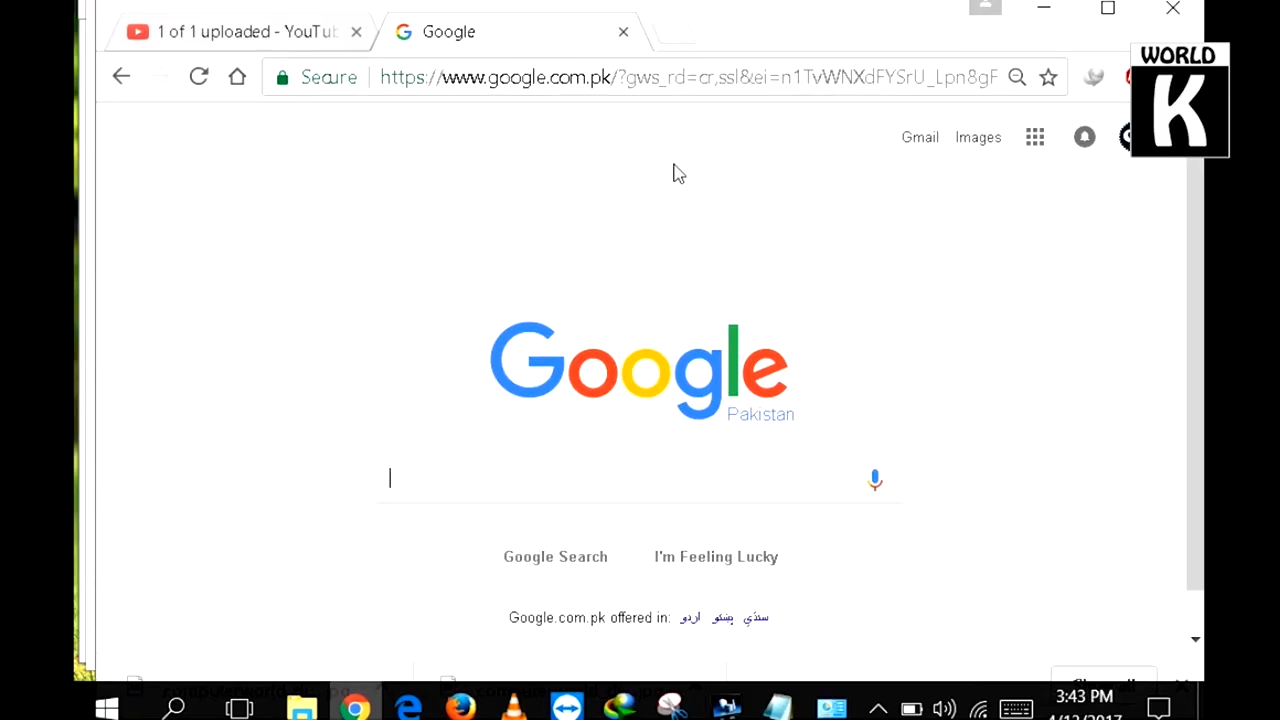 1 of 1 uploaded - YouTub
Google
WORLD
K
Secure
https://www.google.com.pk/?gws_rd=cr,ssl&ei=n1TvWNXdFYSrU_Lpn8gF
Gmail Images
Google
Pakistan
Google Search I'm Feeling Lucky
Google.com.pk offered in: اردو پښتو سنڌي
3:43 PM